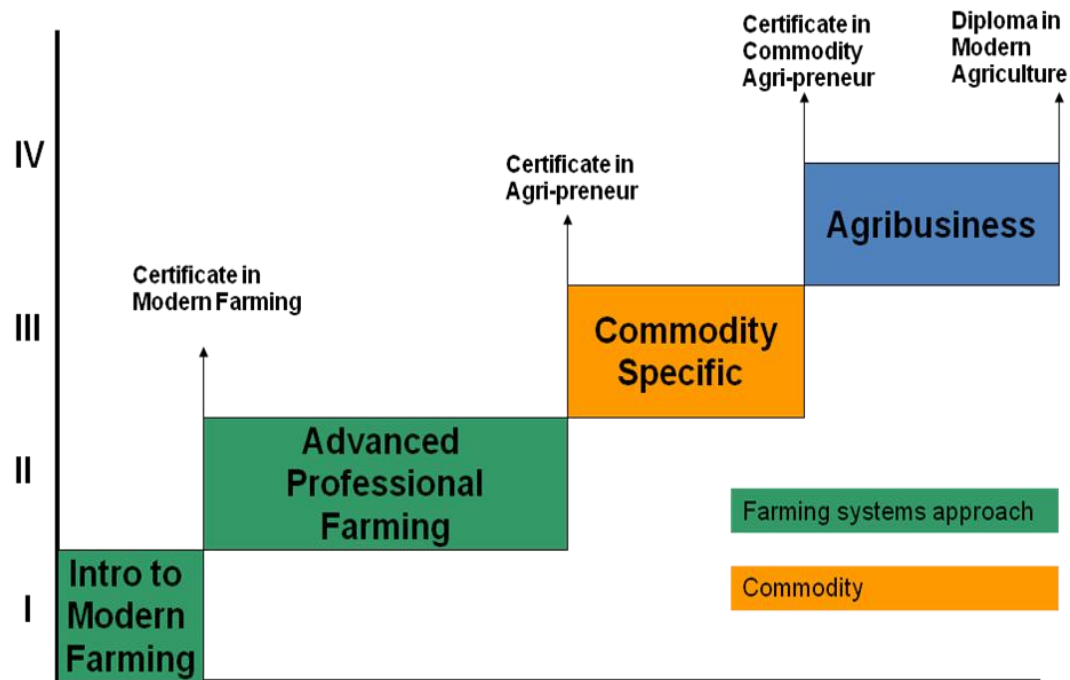 Certificate in
Commodity
Agri-preneur
Diploma in
Modern
Agriculture
IV
Certificate in
Agri-preneur
Agribusiness
Certificate in
Modern Farming
III
Commodity
Specific
II
Advanced
Professional
Farming
Farming systems approach
Commodity
I
Intro to
Modern
Farming